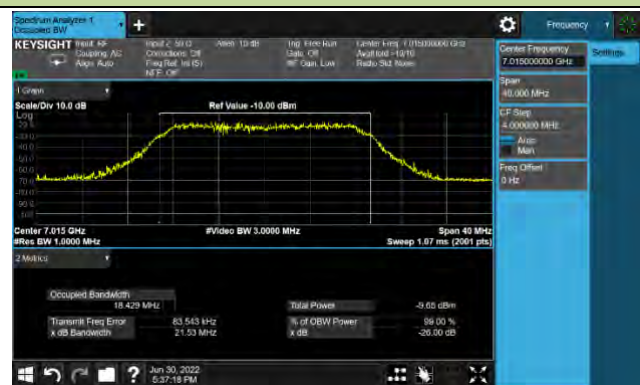 Spectrum Analyzer 1
Occupied BW
Frequency
KEYSIGHT Input: RF
Coupling: AC
Align: Auto
Input Z: 50 Ω
Corrections: Off
Freq Ref: Int (S)
NFE: Off
Atten: 10 dB
Trig: Free Run
Gate: Off
#IF Gain: Low
Center Freq: 7.015000000 GHz
Avg|Hold: >10/10
Radio Std: None
Center Frequency
7.015000000 GHz
Settings
Span
40.000 MHz
CF Step
4.000000 MHz
Auto
Man
Freq Offset
0 Hz
1 Graph
Scale/Div 10.0 dB
Ref Value -10.00 dBm
Log
Center 7.015 GHz
#Video BW 3.0000 MHz
Span 40 MHz
#Res BW 1.0000 MHz
Sweep 1.07 ms (2001 pts)
2 Metrics
Occupied Bandwidth
18.429 MHz
Total Power
-9.65 dBm
Transmit Freq Error
83.543 kHz
% of OBW Power
99.00 %
x dB Bandwidth
21.53 MHz
x dB
-26.00 dB
Jun 30, 2022
5:37:18 PM